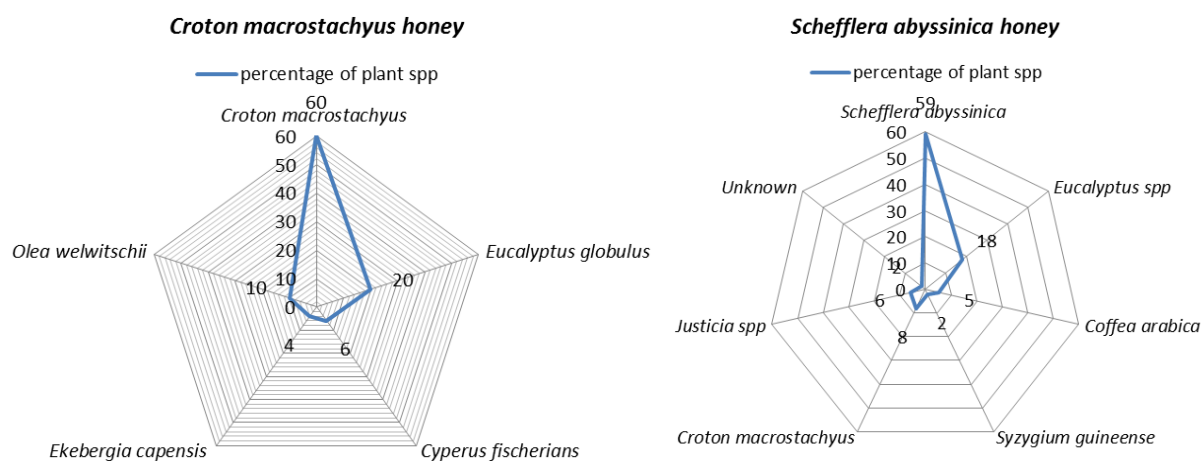 Croton macrostachyus honey
percentage of plant spp
60
Croton macrostachyus
60
50
40
30
20
10
0
Olea welwitschii
10
Eucalyptus globulus
20
4
6
Ekebergia capensis
Cyperus fischerians
Schefflera abyssinica honey
percentage of plant spp
59
Schefflera abyssinica
60
50
40
30
20
10
0
Unknown
2
Eucalyptus spp
18
Justicia spp
6
5
Coffea arabica
8
2
Croton macrostachyus
Syzygium guineense